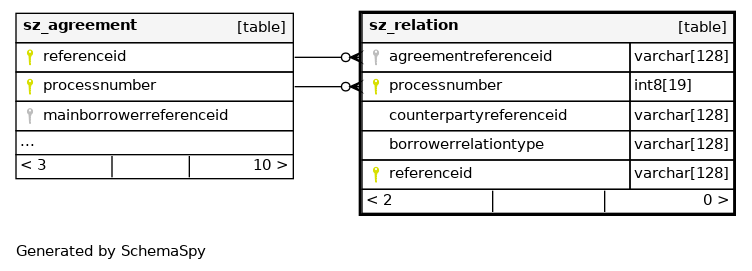 sz_agreement [table]
referenceid
processnumber
mainborrowerreferenceid
...
< 3 10 >
sz_relation [table]
agreementreferenceid varchar[128]
processnumber int8[19]
counterpartyreferenceid varchar[128]
borrowerrelationtype varchar[128]
referenceid varchar[128]
< 2 0 >
Generated by SchemaSpy